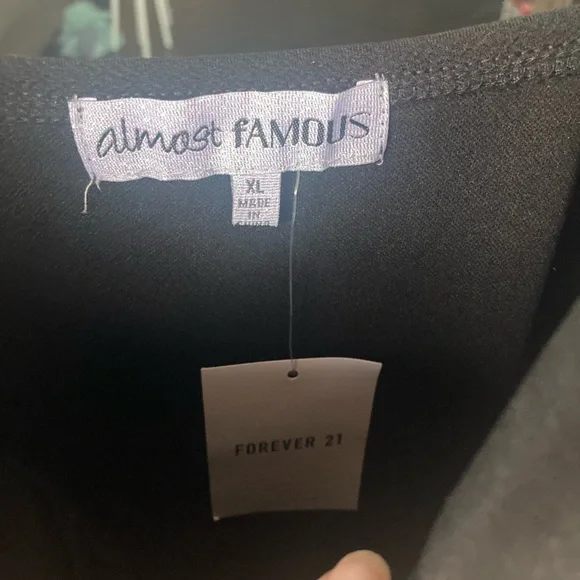 almost fAMOUS
XL
MADE
IN
FOREVER 21